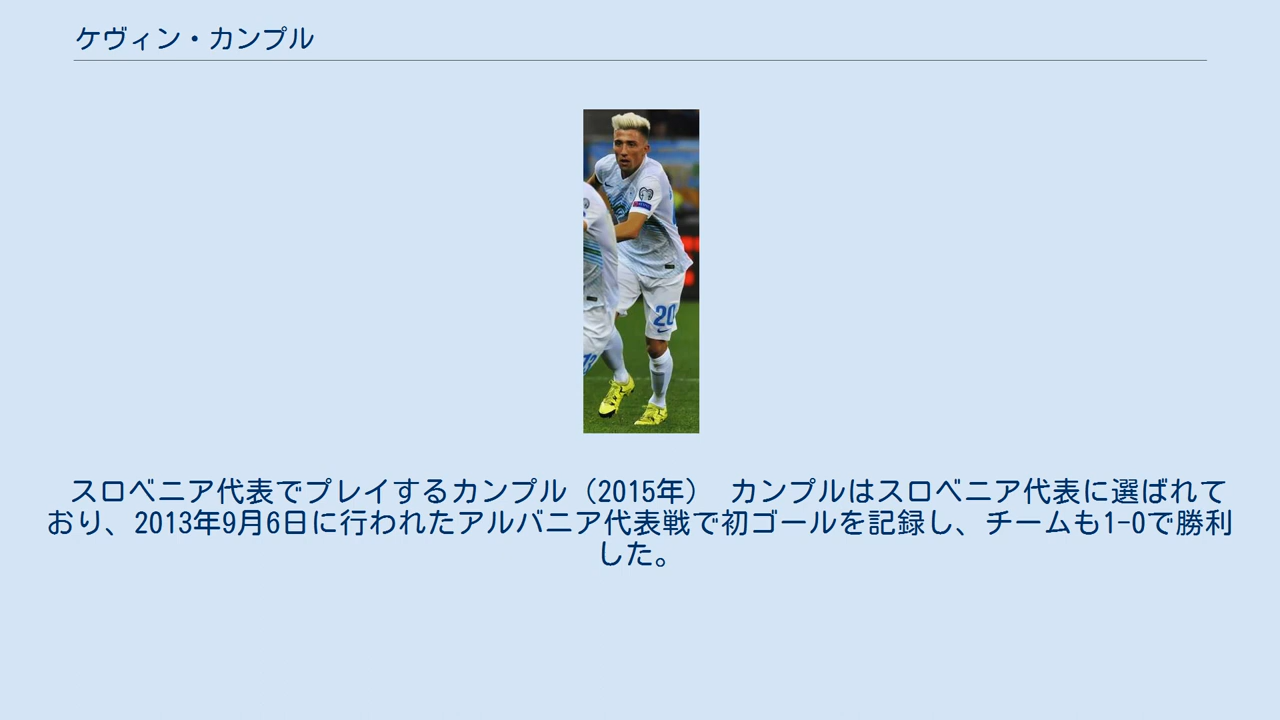 ケヴィン・カンプル
20
スロベニア代表でプレイするカンプル（2015年） カンプルはスロベニア代表に選ばれて
おり、2013年9月6日に行われたアルバニア代表戦で初ゴールを記録し、チームも1-0で勝利
した。